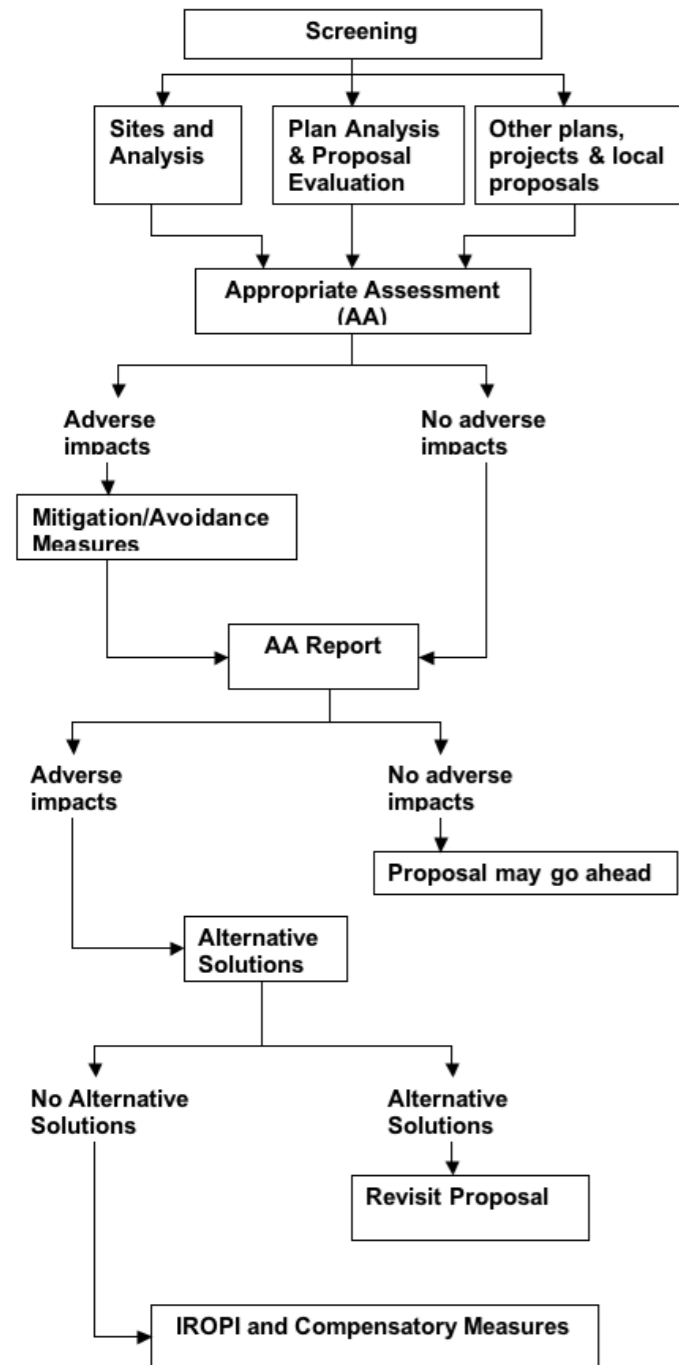 Screening
Sites and
Analysis
Plan Analysis
& Proposal
Evaluation
Other plans,
projects & local
proposals
Appropriate Assessment
(AA)
Adverse
impacts
No adverse
impacts
Mitigation/Avoidance
Measures
AA Report
Adverse
impacts
No adverse
impacts
Proposal may go ahead
Alternative
Solutions
No Alternative
Solutions
Alternative
Solutions
Revisit Proposal
IROPI and Compensatory Measures